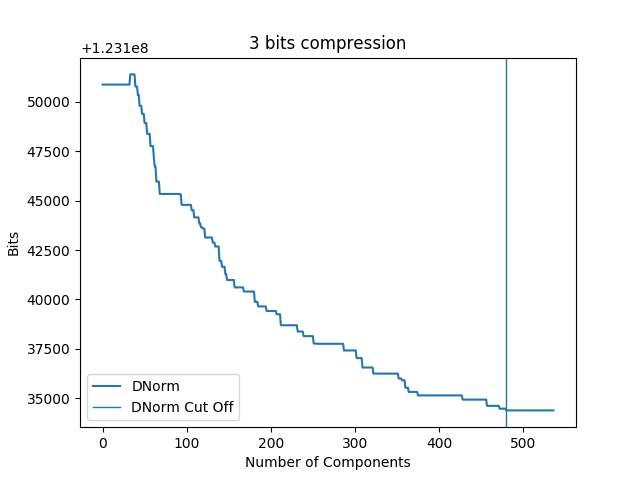 3 bits compression
+1.231e8
50000
47500
45000
42500
40000
37500
35000
Bits
DNorm
DNorm Cut Off
0 100 200 300 400 500
Number of Components